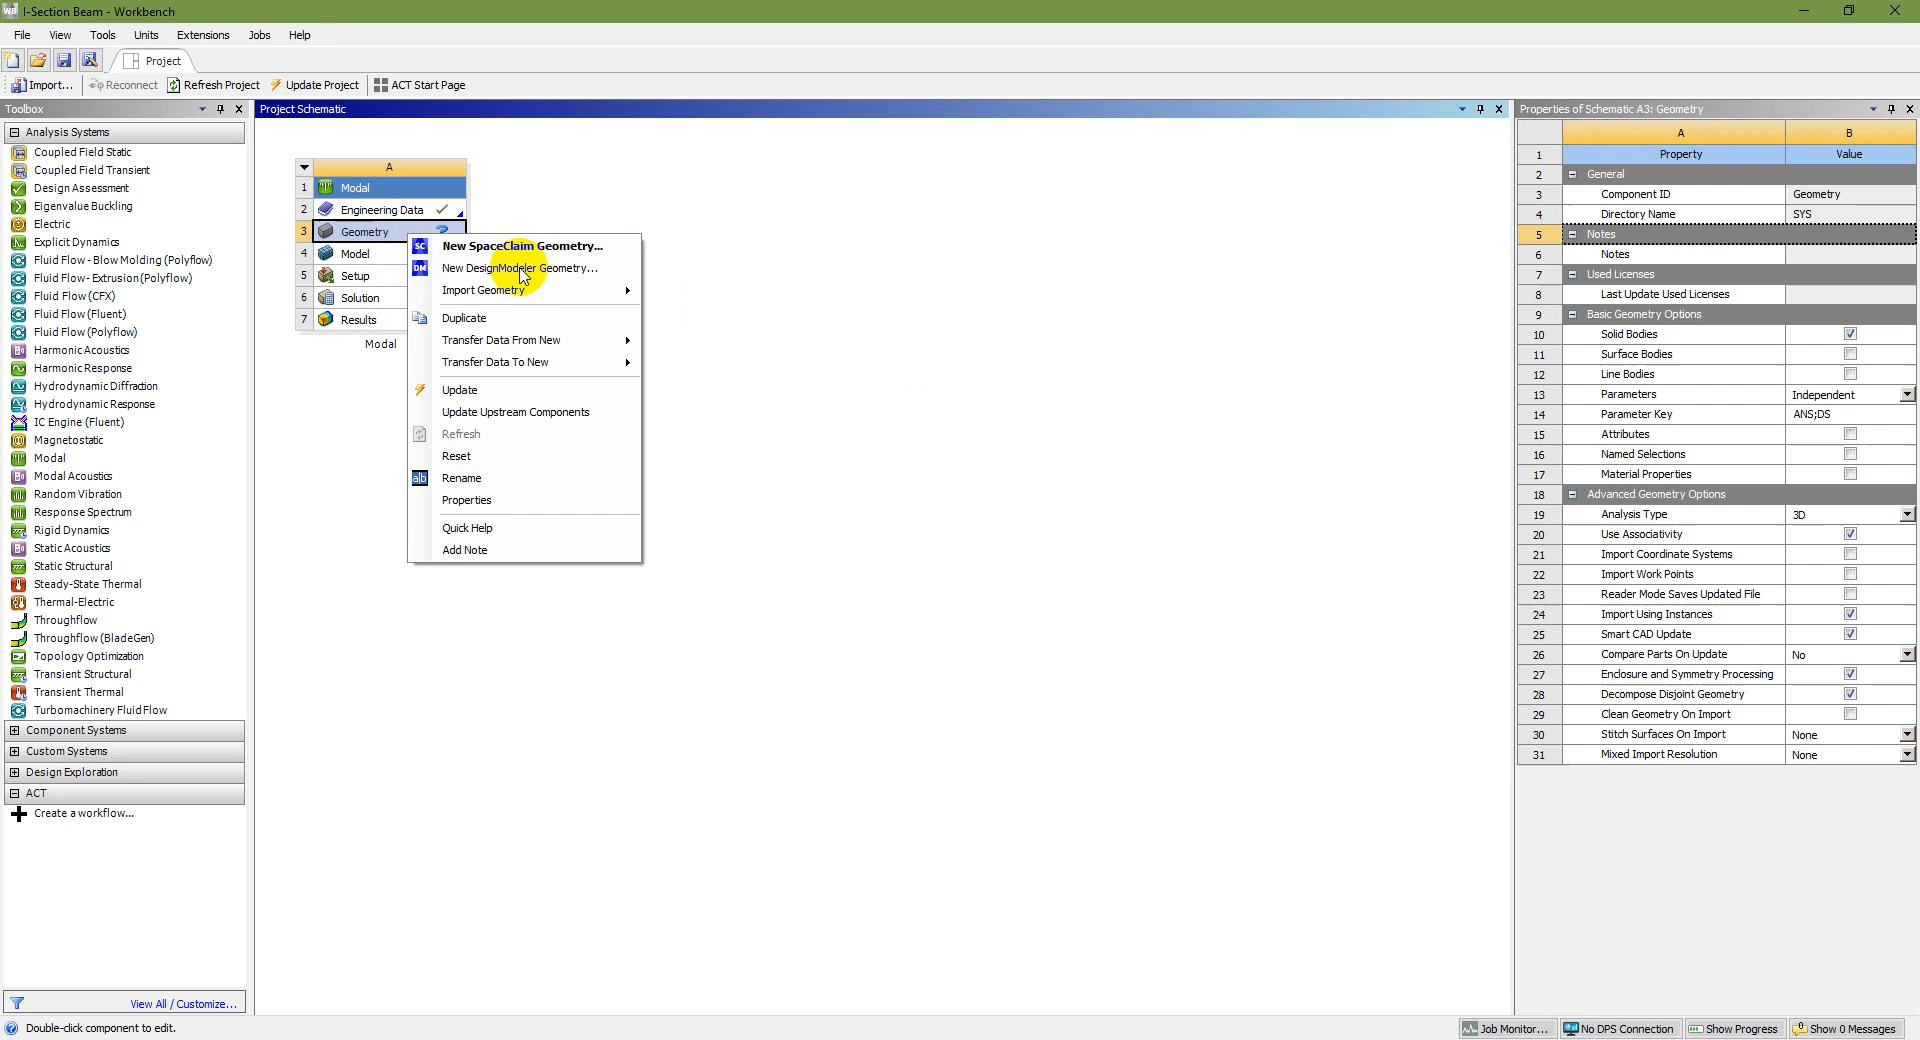 I-Section Beam - Workbench
File View Tools Units Extensions Jobs Help
Project
Import... Reconnect Refresh Project Update Project ACT Start Page
Toolbox
Analysis Systems
Coupled Field Static
Coupled Field Transient
Design Assessment
Eigenvalue Buckling
Electric
Explicit Dynamics
Fluid Flow - Blow Molding (Polyflow)
Fluid Flow - Extrusion (Polyflow)
Fluid Flow (CFX)
Fluid Flow (Fluent)
Fluid Flow (Polyflow)
Harmonic Acoustics
Harmonic Response
Hydrodynamic Diffraction
Hydrodynamic Response
IC Engine (Fluent)
Magnetostatic
Modal
Modal Acoustics
Random Vibration
Response Spectrum
Rigid Dynamics
Static Acoustics
Static Structural
Steady-State Thermal
Thermal-Electric
Throughflow
Throughflow (BladeGen)
Topology Optimization
Transient Structural
Transient Thermal
Turbomachinery Fluid Flow
Component Systems
Custom Systems
Design Exploration
ACT
Create a workflow...
View All / Customize...
Project Schematic
A
1 Modal
2 Engineering Data
3 Geometry
4 Model
5 Setup
6 Solution
7 Results
Modal
SC New SpaceClaim Geometry...
DM New DesignModeler Geometry...
Import Geometry
Duplicate
Transfer Data From New
Transfer Data To New
Update
Update Upstream Components
Refresh
Reset
a|b Rename
Properties
Quick Help
Add Note
Properties of Schematic A3: Geometry
A B
1 Property Value
2 General
3 Component ID Geometry
4 Directory Name SYS
5 Notes
6 Notes
7 Used Licenses
8 Last Update Used Licenses
9 Basic Geometry Options
10 Solid Bodies
11 Surface Bodies
12 Line Bodies
13 Parameters Independent
14 Parameter Key ANS;DS
15 Attributes
16 Named Selections
17 Material Properties
18 Advanced Geometry Options
19 Analysis Type 3D
20 Use Associativity
21 Import Coordinate Systems
22 Import Work Points
23 Reader Mode Saves Updated File
24 Import Using Instances
25 Smart CAD Update
26 Compare Parts On Update No
27 Enclosure and Symmetry Processing
28 Decompose Disjoint Geometry
29 Clean Geometry On Import
30 Stitch Surfaces On Import None
31 Mixed Import Resolution None
Double-click component to edit.
Job Monitor... No DPS Connection Show Progress Show 0 Messages